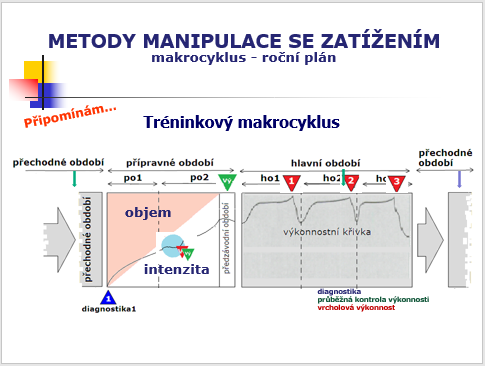 METODY MANIPULACE SE ZATÍŽENÍM
makrocyklus - roční plán
Připomínám...
Tréninkový makrocyklus
přechodné období
přípravné období
hlavní období
přechodné
období
po1
po2
vý
ho1
1
ho2
2
3
přechodné období
objem
intenzita
vý
předzávodní období
výkonnostní křivka
1
diagnostika1
diagnostika
průběžná kontrola výkonnosti
vrcholová výkonnost